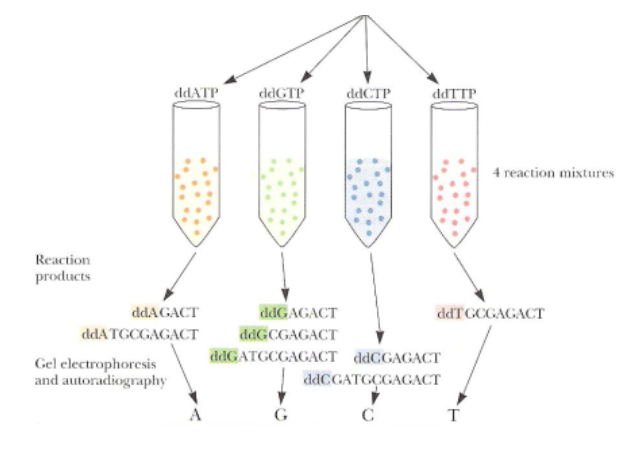 ddATP ddGTP ddCTP ddTTP
4 reaction mixtures
Reaction
products
ddAGACT ddGAGACT ddTGCGAGACT
ddATGCGAGACT ddGCGAGACT
ddGATGCGAGACT ddCGAGACT
Gel electrophoresis
and autoradiography
ddCGATGCGAGACT
A G C T